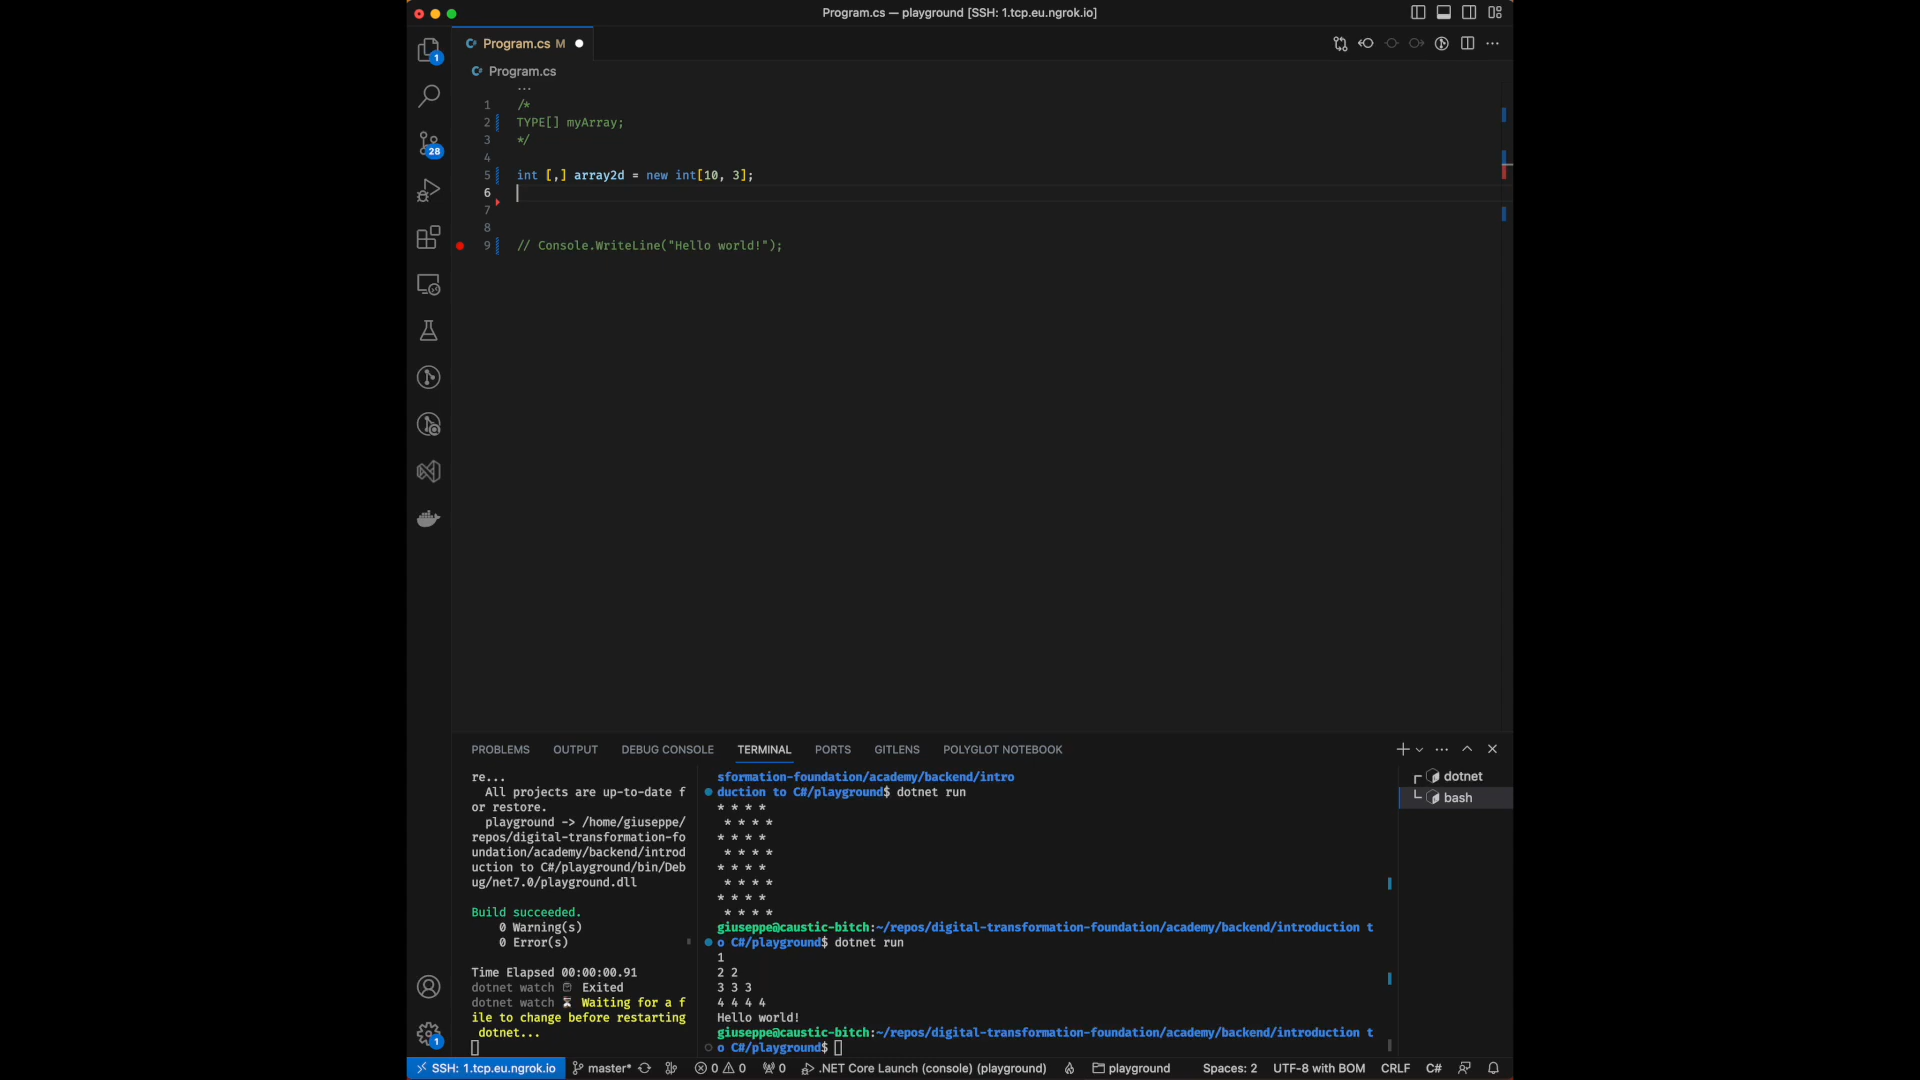 Program.cs — playground [SSH: 1.tcp.eu.ngrok.io]
Program.cs M
Program.cs
...
1 /*
2 TYPE[] myArray;
3 */
4
5 int [,] array2d = new int[10, 3];
6
7
8
9 // Console.WriteLine("Hello world!");
1
28
PROBLEMS OUTPUT DEBUG CONSOLE TERMINAL PORTS GITLENS POLYGLOT NOTEBOOK
re...
All projects are up-to-date f
or restore.
playground -> /home/giuseppe/
repos/digital-transformation-fo
undation/academy/backend/introd
uction to C#/playground/bin/Deb
ug/net7.0/playground.dll
Build succeeded.
0 Warning(s)
0 Error(s)
Time Elapsed 00:00:00.91
dotnet watch Exited
dotnet watch Waiting for a f
ile to change before restarting
dotnet...
sformation-foundation/academy/backend/intro
duction to C#/playground$ dotnet run
* * * *
* * * *
* * * *
* * * *
* * * *
* * * *
* * * *
* * * *
giuseppe@caustic-bitch:~/repos/digital-transformation-foundation/academy/backend/introduction t
o C#/playground$ dotnet run
1
2 2
3 3 3
4 4 4 4
Hello world!
giuseppe@caustic-bitch:~/repos/digital-transformation-foundation/academy/backend/introduction t
o C#/playground$
dotnet
bash
1
SSH: 1.tcp.eu.ngrok.io master* 0 0 0 .NET Core Launch (console) (playground) playground Spaces: 2 UTF-8 with BOM CRLF C#